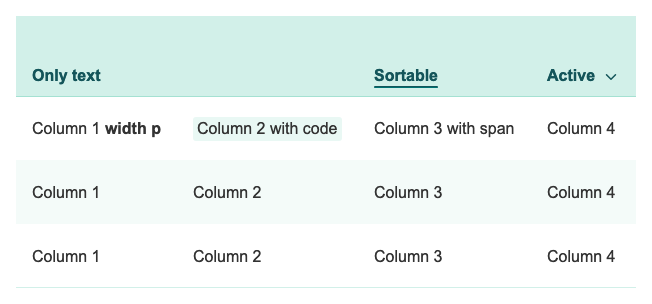 Only text Sortable Active
Column 1 width p Column 2 with code Column 3 with span Column 4
Column 1 Column 2 Column 3 Column 4
Column 1 Column 2 Column 3 Column 4